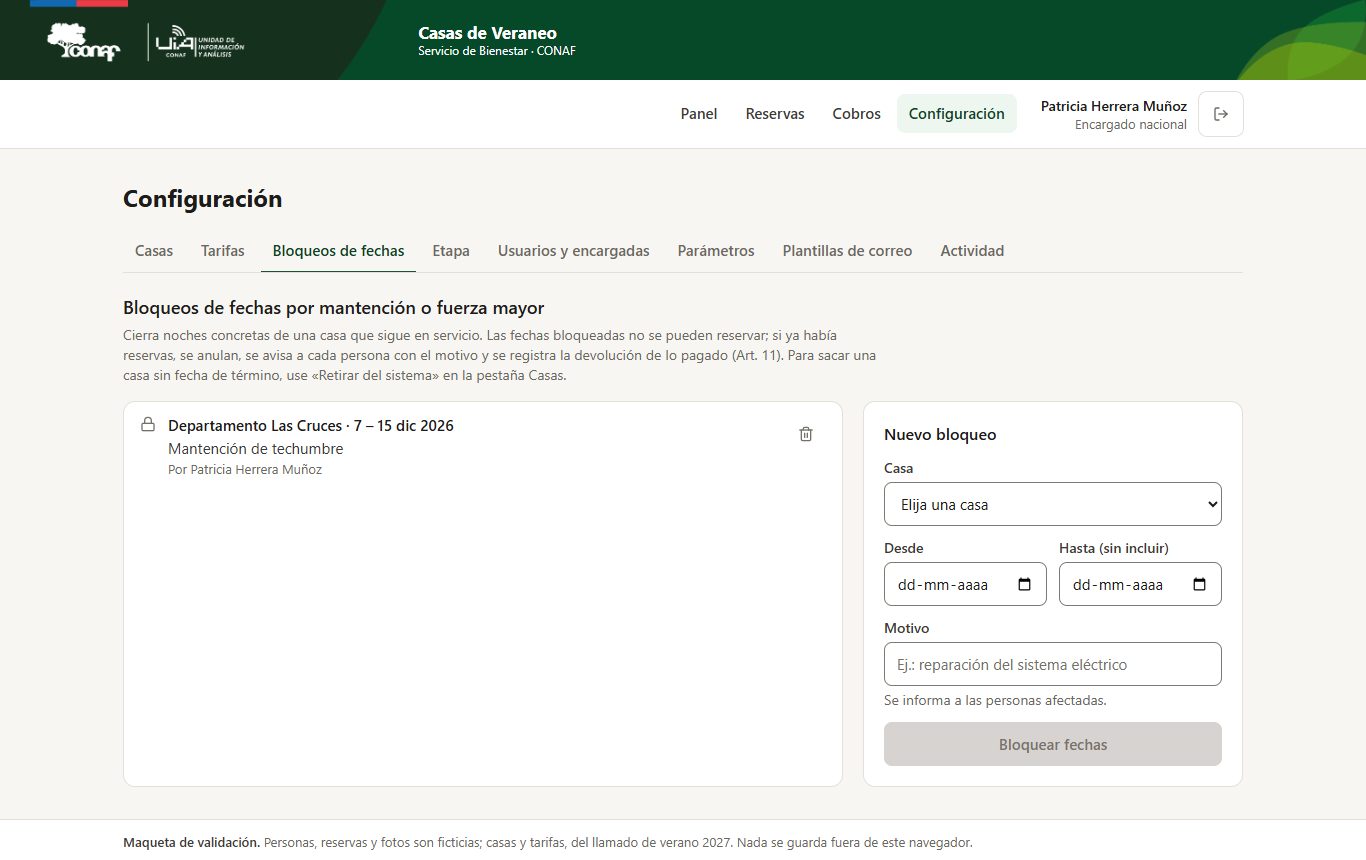 CONAF
UIA
CONAF
UNIDAD DE
INFORMACIÓN
Y ANÁLISIS
Casas de Veraneo
Servicio de Bienestar · CONAF
Panel
Reservas
Cobros
Configuración
Patricia Herrera Muñoz
Encargado nacional
Configuración
Casas
Tarifas
Bloqueos de fechas
Etapa
Usuarios y encargadas
Parámetros
Plantillas de correo
Actividad
Bloqueos de fechas por mantención o fuerza mayor
Cierra noches concretas de una casa que sigue en servicio. Las fechas bloqueadas no se pueden reservar; si ya había
reservas, se anulan, se avisa a cada persona con el motivo y se registra la devolución de lo pagado (Art. 11). Para sacar una
casa sin fecha de término, use «Retirar del sistema» en la pestaña Casas.
Departamento Las Cruces · 7 – 15 dic 2026
Mantención de techumbre
Por Patricia Herrera Muñoz
Nuevo bloqueo
Casa
Elija una casa
Desde
Hasta (sin incluir)
dd-mm-aaaa
dd-mm-aaaa
Motivo
Ej.: reparación del sistema eléctrico
Se informa a las personas afectadas.
Bloquear fechas
Maqueta de validación. Personas, reservas y fotos son ficticias; casas y tarifas, del llamado de verano 2027. Nada se guarda fuera de este navegador.